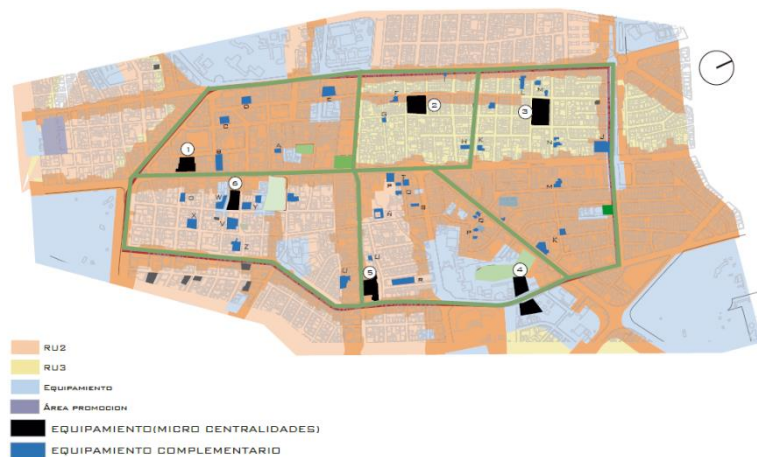 F
M
E
2
D
G
3
C
J
A
H
K
N
1
B
6
T
P
M
O
W
Q
Y
Ñ
S
X
V
Q
P
Z
K
U
4
U
5
RU2
RU3
EQUIPAMIENTO
ÁREA PROMOCION
EQUIPAMIENTO(MICRO CENTRALIDADES)
EQUIPAMIENTO COMPLEMENTARIO